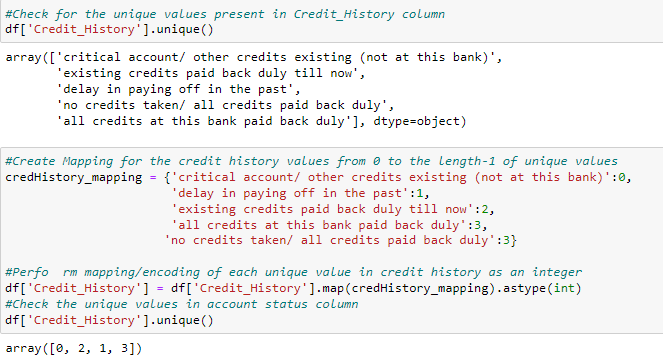 #Check for the unique values present in Credit_History column
df['Credit_History'].unique()
array(['critical account/ other credits existing (not at this bank)',
'existing credits paid back duly till now',
'delay in paying off in the past',
'no credits taken/ all credits paid back duly',
'all credits at this bank paid back duly'], dtype=object)
#Create Mapping for the credit history values from 0 to the length-1 of unique values
credHistory_mapping = {'critical account/ other credits existing (not at this bank)':0,
'delay in paying off in the past':1,
'existing credits paid back duly till now':2,
'all credits at this bank paid back duly':3,
'no credits taken/ all credits paid back duly':3}
#Perfo  rm mapping/encoding of each unique value in credit history as an integer
df['Credit_History'] = df['Credit_History'].map(credHistory_mapping).astype(int)
#Check the unique values in account status column
df['Credit_History'].unique()
array([0, 2, 1, 3])